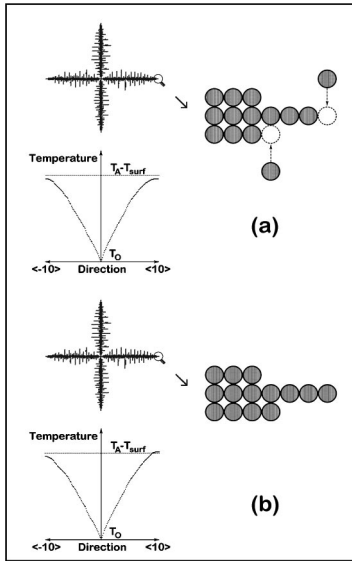 Temperature
T_A-T_surf
T_O
<-10>
Direction
<10>
(a)
Temperature
T_A-T_surf
T_O
<-10>
Direction
<10>
(b)